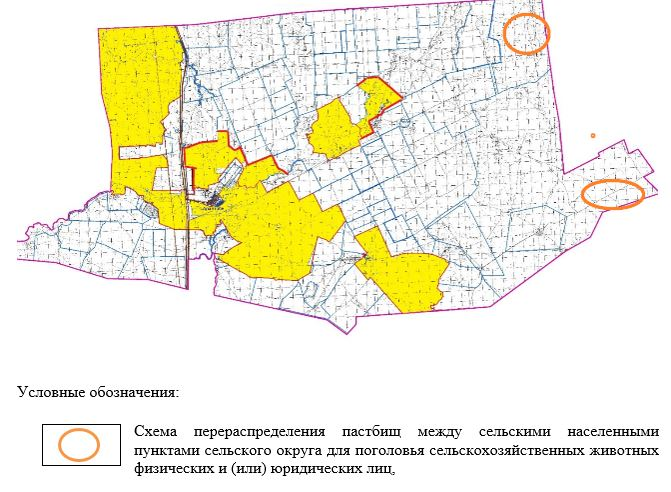 Условные обозначения:
Схема перераспределения пастбищ между сельскими населенными
пунктами сельского округа для поголовья сельскохозяйственных животных
физических и (или) юридических лиц,